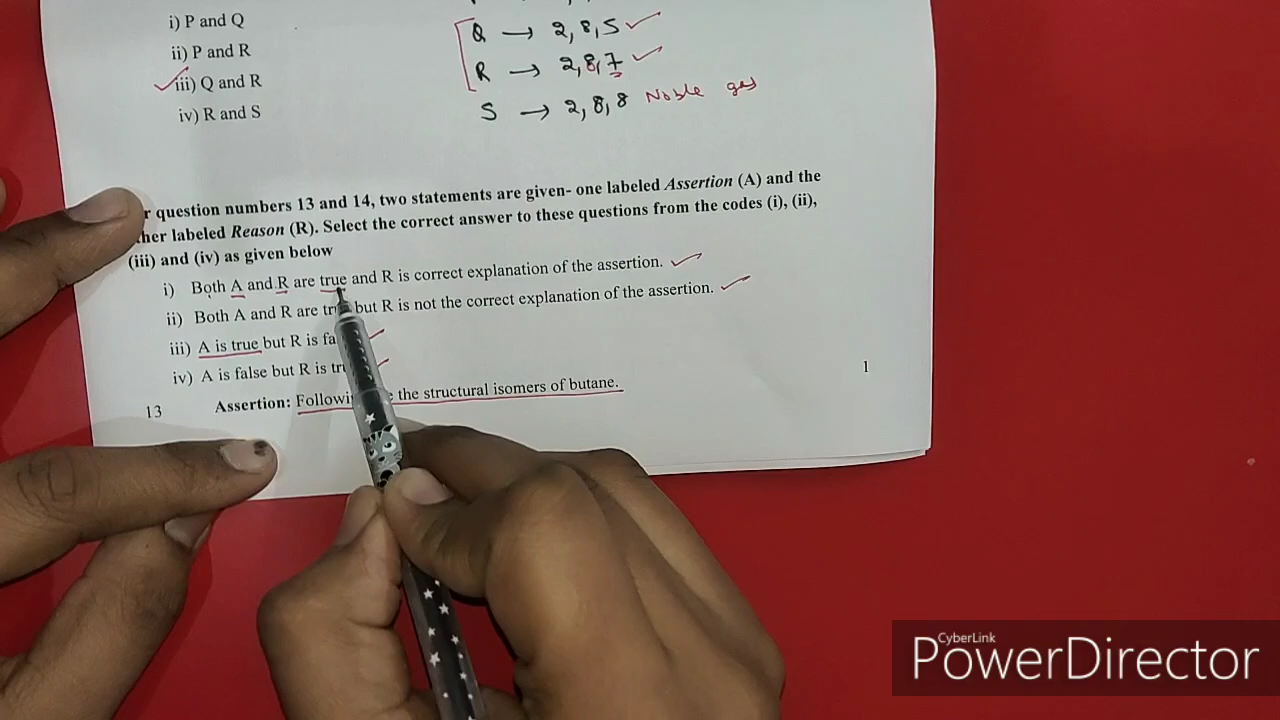 i) P and Q
ii) P and R
iii) Q and R
iv) R and S
Q → 2,8,5
R → 2,8,7
S → 2,8,8 Noble gas
r question numbers 13 and 14, two statements are given- one labeled Assertion (A) and the
her labeled Reason (R). Select the correct answer to these questions from the codes (i), (ii),
(iii) and (iv) as given below
i) Both A and R are true and R is correct explanation of the assertion.
ii) Both A and R are but R is not the correct explanation of the assertion.
iii) A is true but R is
iv) A is false but R is
1
13 Assertion: the structural isomers of butane.
CyberLink
PowerDirector